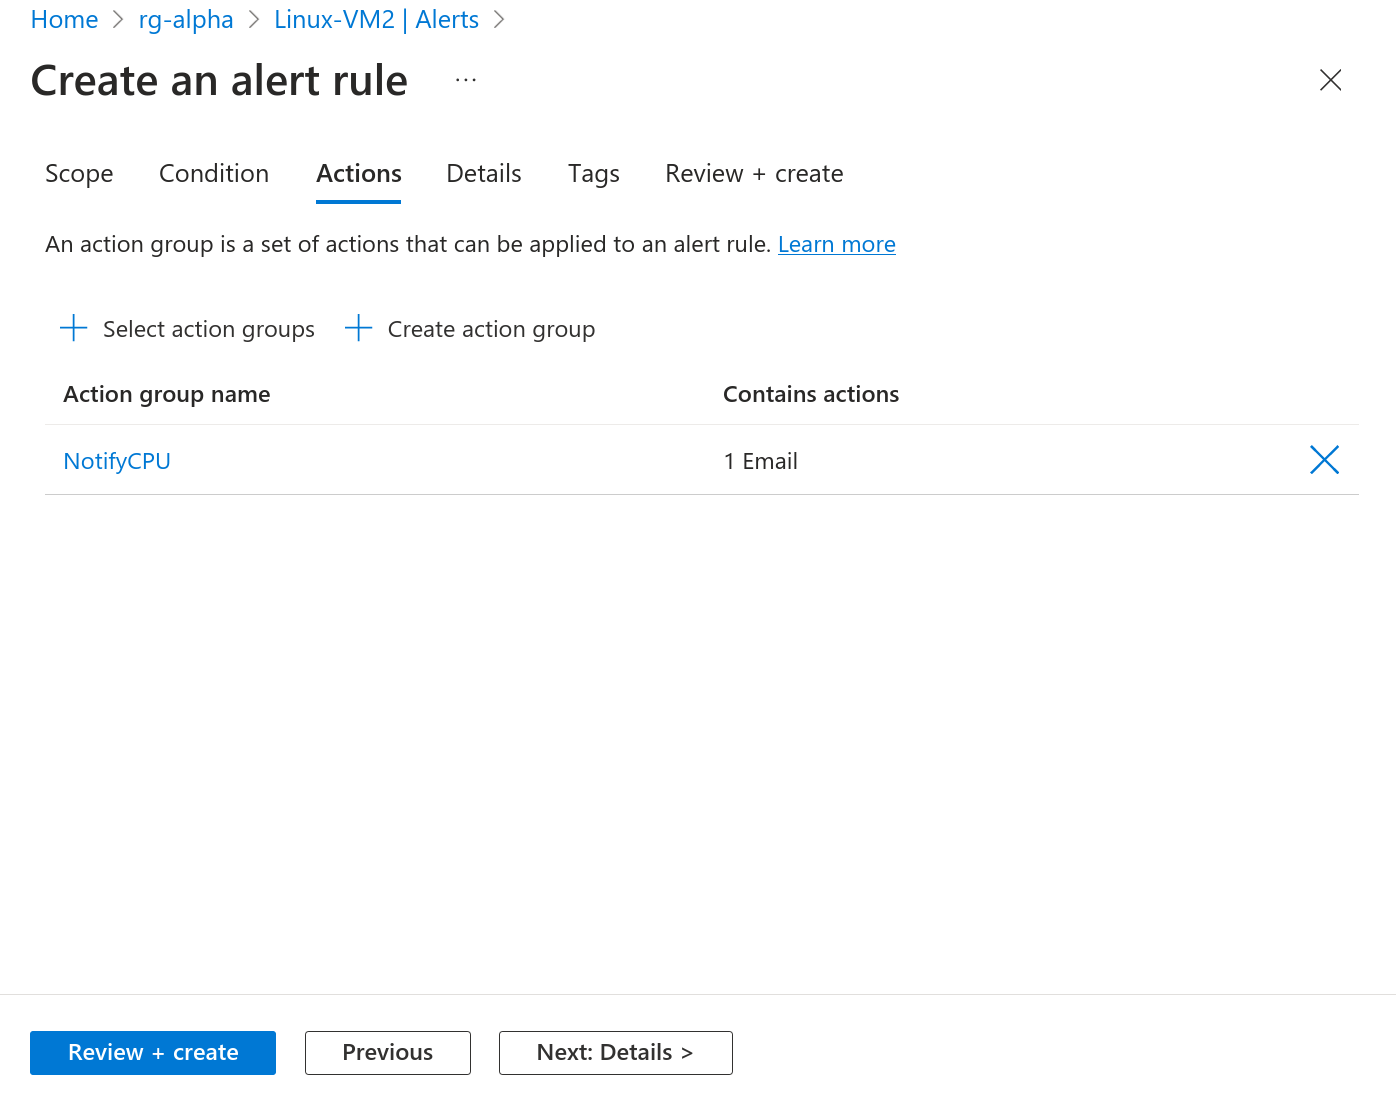 Home > rg-alpha > Linux-VM2 | Alerts >
Create an alert rule ...
Scope Condition Actions Details Tags Review + create
An action group is a set of actions that can be applied to an alert rule. Learn more
+ Select action groups + Create action group
Action group name Contains actions
NotifyCPU 1 Email
Review + create Previous Next: Details >